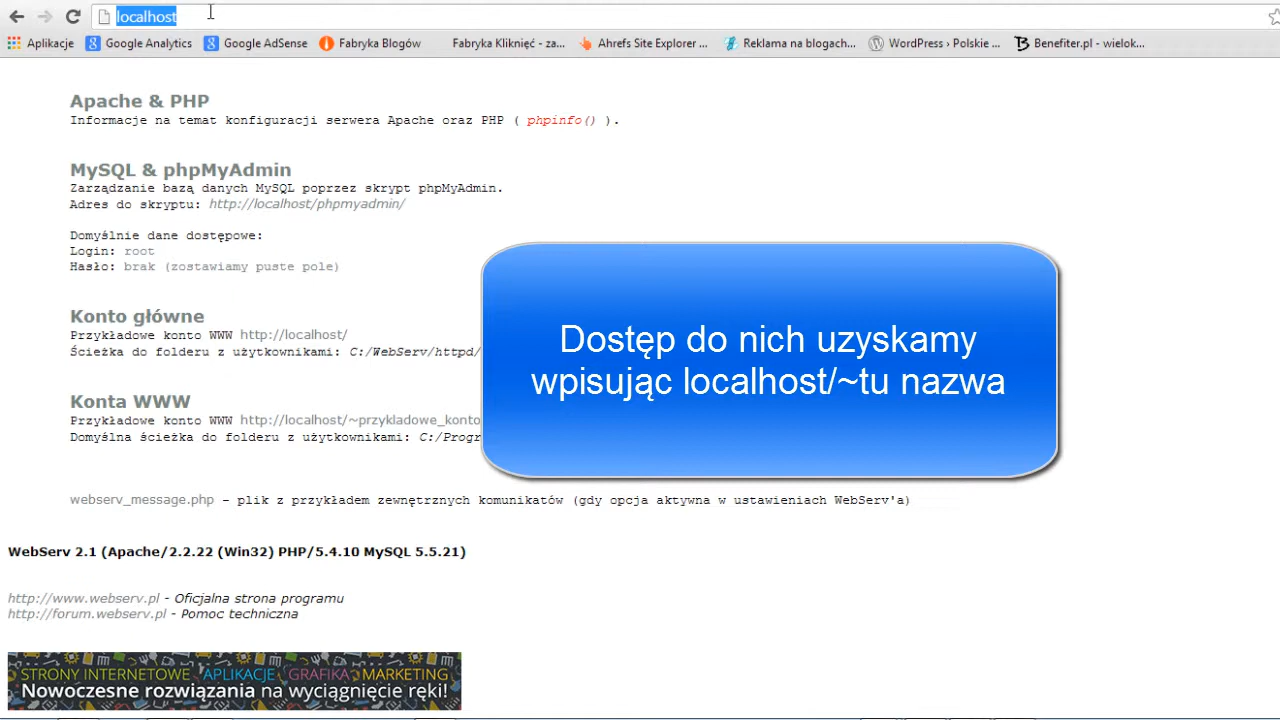 localhost
Aplikacje Google Analytics Google AdSense Fabryka Blogów Fabryka Kliknięć - za... Ahrefs Site Explorer ... Reklama na blogach... WordPress › Polskie ... Benefiter.pl - wielok...
Apache & PHP
Informacje na temat konfiguracji serwera Apache oraz PHP ( phpinfo() ).
MySQL & phpMyAdmin
Zarządzanie bazą danych MySQL poprzez skrypt phpMyAdmin.
Adres do skryptu: http://localhost/phpmyadmin/
Domyślnie dane dostępowe:
Login: root
Hasło: brak (zostawiamy puste pole)
Konto główne
Przykładowe konto WWW http://localhost/
Ścieżka do folderu z użytkownikami: C:/WebServ/httpd/
Konta WWW
Przykładowe konto WWW http://localhost/~przykladowe_konto
Domyślna ścieżka do folderu z użytkownikami: C:/Progr
Dostęp do nich uzyskamy
wpisując localhost/~tu nazwa
webserv_message.php - plik z przykładem zewnętrznych komunikatów (gdy opcja aktywna w ustawieniach WebServ'a)
WebServ 2.1 (Apache/2.2.22 (Win32) PHP/5.4.10 MySQL 5.5.21)
http://www.webserv.pl - Oficjalna strona programu
http://forum.webserv.pl - Pomoc techniczna
STRONY INTERNETOWE APLIKACJE GRAFIKA MARKETING
Nowoczesne rozwiązania na wyciągnięcie ręki!